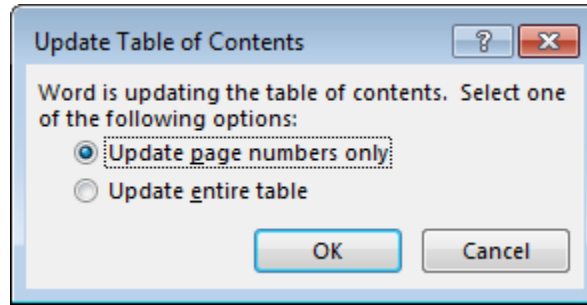 Update Table of Contents
Word is updating the table of contents.  Select one
of the following options:
Update page numbers only
Update entire table
OK
Cancel